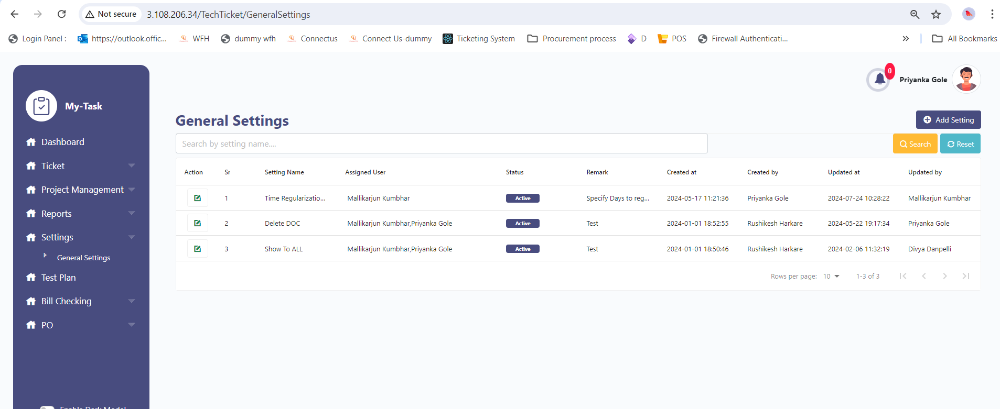 Not secure 3.108.206.34/TechTicket/GeneralSettings
Login Panel : https://outlook.offic... WFH dummy wfh Connectus Connect Us-dummy Ticketing System Procurement process D POS Firewall Authenticati... » All Bookmarks
0 Priyanka Gole
My-Task
Dashboard
Ticket
Project Management
Reports
Settings
General Settings
Test Plan
Bill Checking
PO
General Settings Add Setting
Search by setting name.... Search Reset
Action Sr Setting Name Assigned User Status Remark Created at Created by Updated at Updated by
1 Time Regularizatio... Mallikarjun Kumbhar Active Specify Days to reg... 2024-05-17 11:21:36 Priyanka Gole 2024-07-24 10:28:22 Mallikarjun Kumbhar
2 Delete DOC Mallikarjun Kumbhar,Priyanka Gole Active Test 2024-01-01 18:52:55 Rushikesh Harkare 2024-05-22 19:17:34 Priyanka Gole
3 Show To ALL Mallikarjun Kumbhar,Priyanka Gole Active Test 2024-01-01 18:50:46 Rushikesh Harkare 2024-02-06 11:32:19 Divya Danpelli
Rows per page: 10 1-3 of 3
Enable Dark Mode!